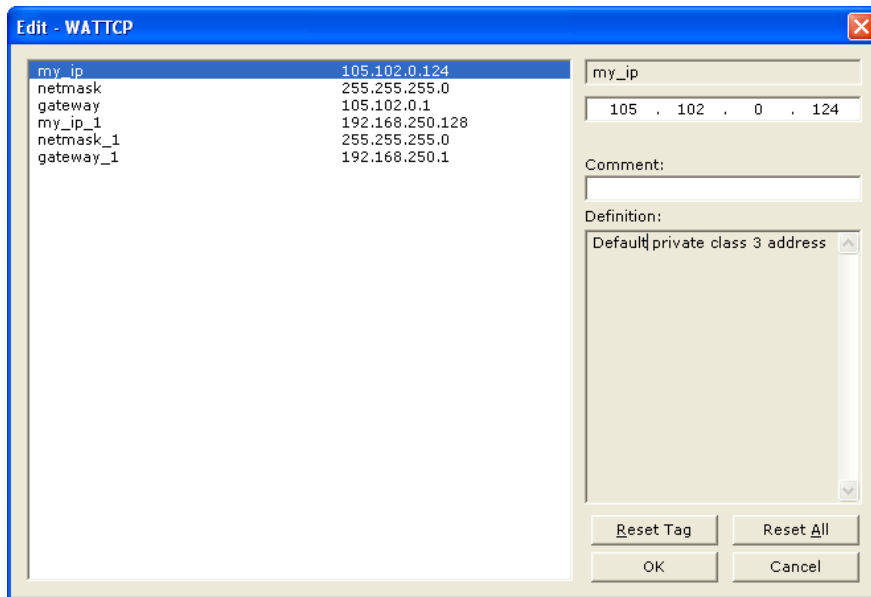 Edit - WATTCP
my_ip 105.102.0.124
netmask 255.255.255.0
gateway 105.102.0.1
my_ip_1 192.168.250.128
netmask_1 255.255.255.0
gateway_1 192.168.250.1
my_ip
105 . 102 . 0 . 124
Comment:
Definition:
Default private class 3 address
Reset Tag Reset All
OK Cancel